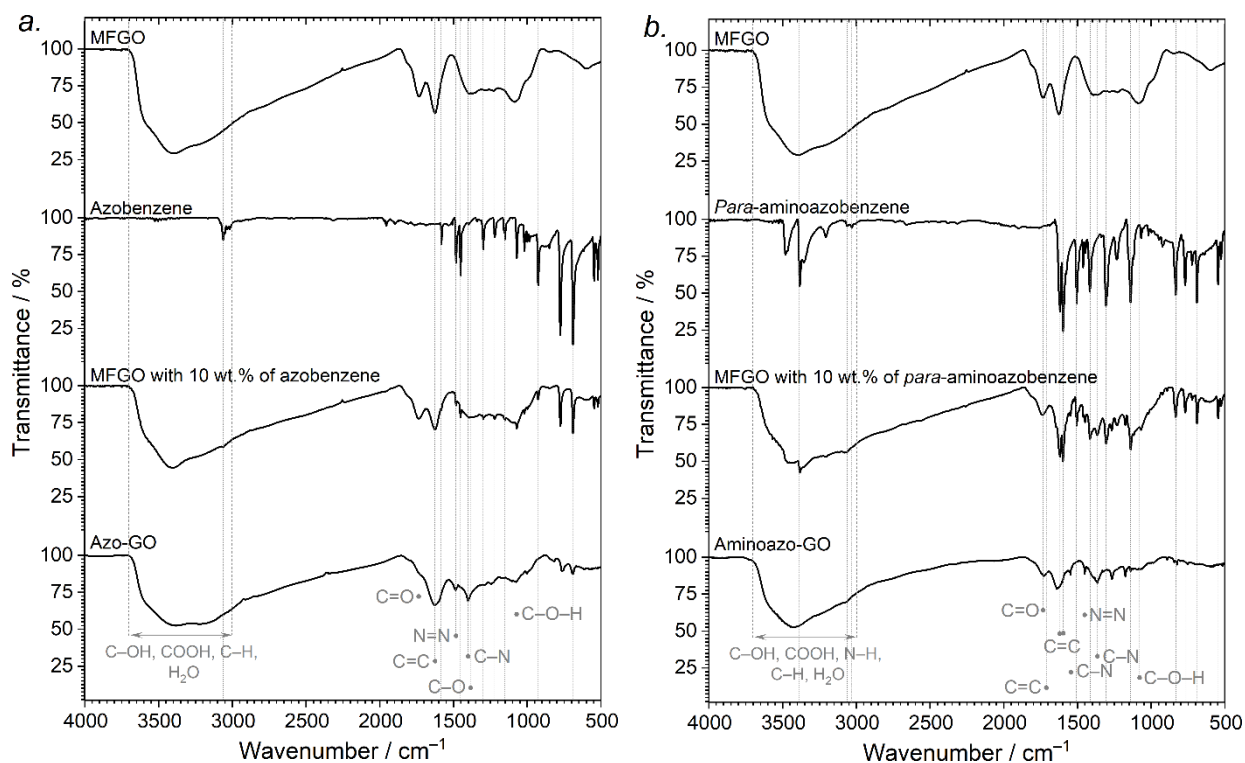 a.
MFGO
100
75
50
25
Azobenzene
100
75
50
25
MFGO with 10 wt.% of azobenzene
100
75
50
25
Azo-GO
100
75
50
25
C=O
C–O–H
N=N
C–OH, COOH, C–H,
H2O
C=C
C–N
C–O
4000 3500 3000 2500 2000 1500 1000 500
Wavenumber / cm–1
Transmittance / %
b.
MFGO
100
75
50
25
Para-aminoazobenzene
100
75
50
25
MFGO with 10 wt.% of para-aminoazobenzene
100
75
50
25
Aminoazo-GO
100
75
50
25
C=O
N=N
C–OH, COOH, N–H,
C–H, H2O
C=C
C–N
C–N
C–O–H
C=C
4000 3500 3000 2500 2000 1500 1000 500
Wavenumber / cm–1
Transmittance / %